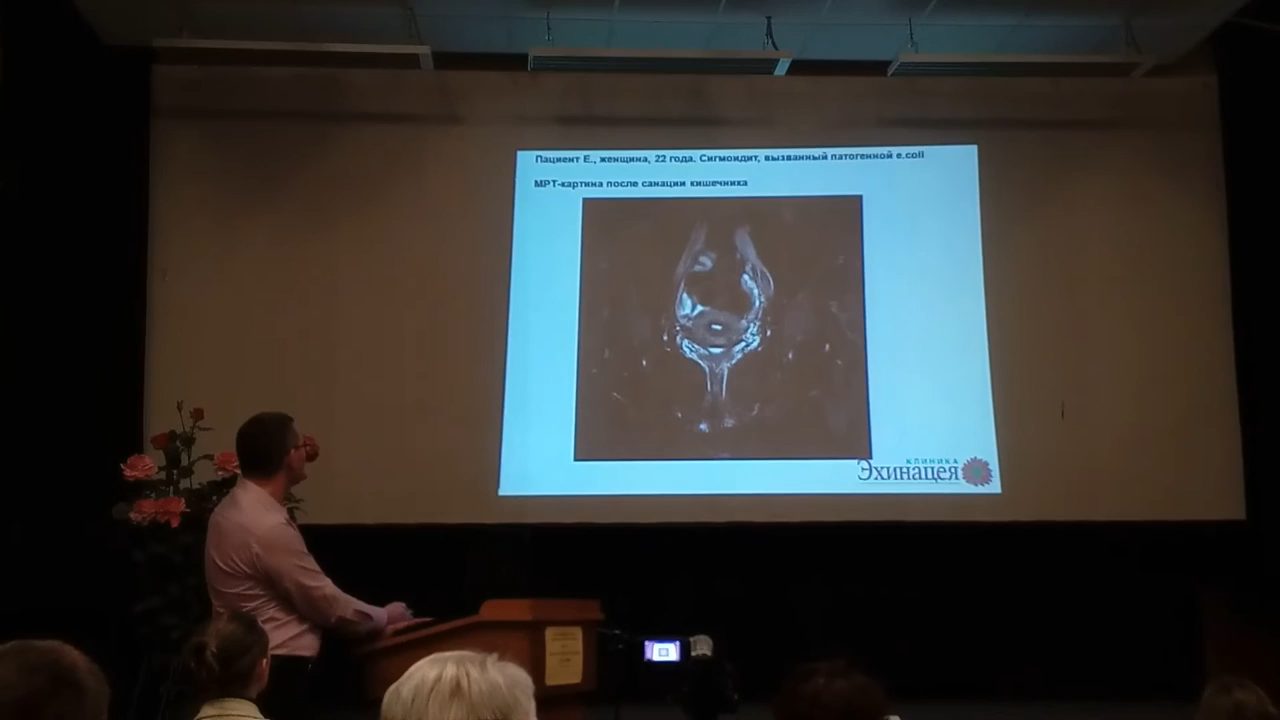 Пациент Е., женщина, 22 года. Сигмоидит, вызванный патогенной e.coli
МРТ-картина после санации кишечника
КЛИНИКА
Эхинацея